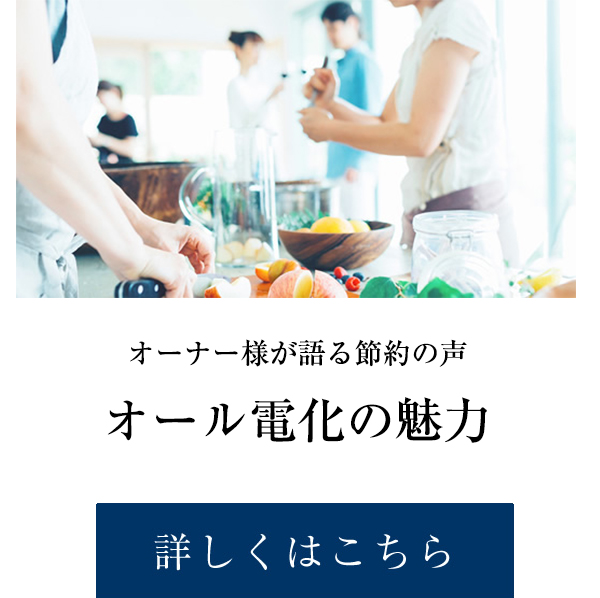 オーナー様が語る節約の声
オール電化の魅力
詳しくはこちら